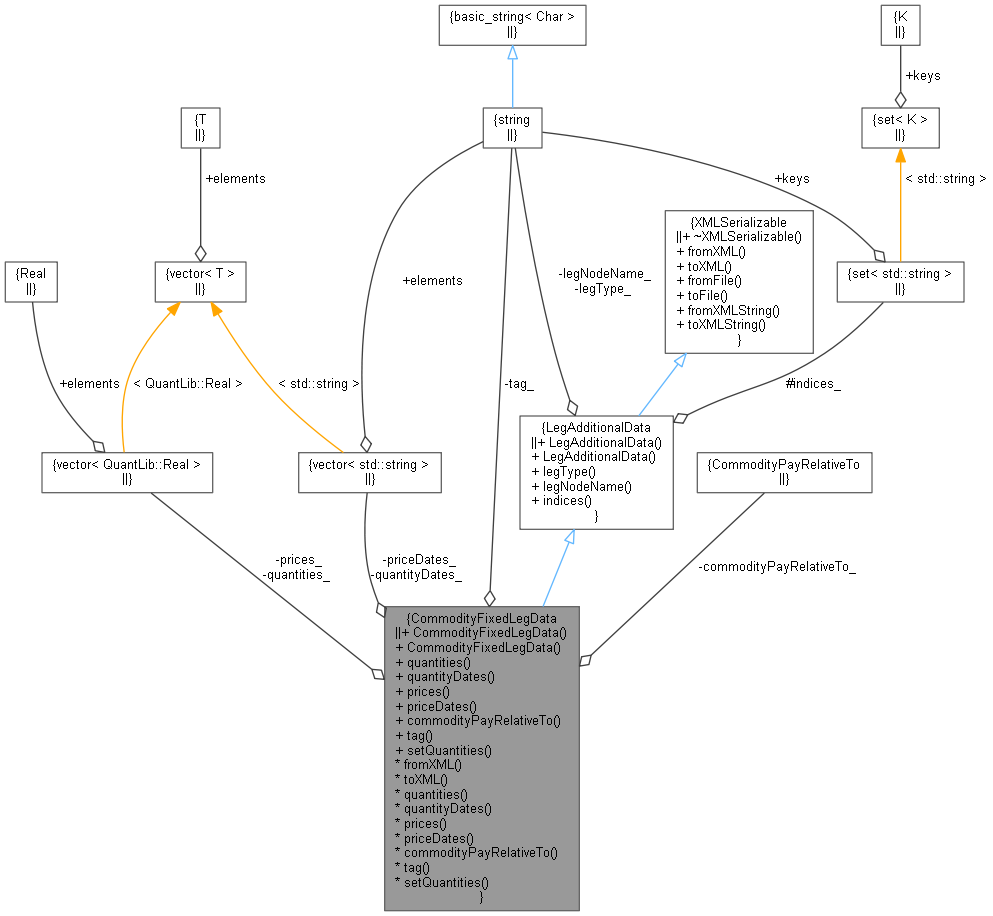 {basic_string< Char >
||}
{K
||}
+keys
{T
||}
{string
||}
{set< K >
||}
+elements
+keys
< std::string >
{XMLSerializable
||+ ~XMLSerializable()
+ fromXML()
+ toXML()
+ fromFile()
+ toFile()
+ fromXMLString()
+ toXMLString()
}
{Real
||}
{vector< T >
||}
+elements
-legNodeName_
-legType_
{set< std::string >
||}
+elements
< QuantLib::Real >
< std::string >
-tag_
#indices_
{LegAdditionalData
||+ LegAdditionalData()
+ LegAdditionalData()
+ legType()
+ legNodeName()
+ indices()
}
{vector< QuantLib::Real >
||}
{vector< std::string >
||}
{CommodityPayRelativeTo
||}
-prices_
-quantities_
-priceDates_
-quantityDates_
-commodityPayRelativeTo_
{CommodityFixedLegData
||+ CommodityFixedLegData()
+ CommodityFixedLegData()
+ quantities()
+ quantityDates()
+ prices()
+ priceDates()
+ commodityPayRelativeTo()
+ tag()
+ setQuantities()
* fromXML()
* toXML()
* quantities()
* quantityDates()
* prices()
* priceDates()
* commodityPayRelativeTo()
* tag()
* setQuantities()
}